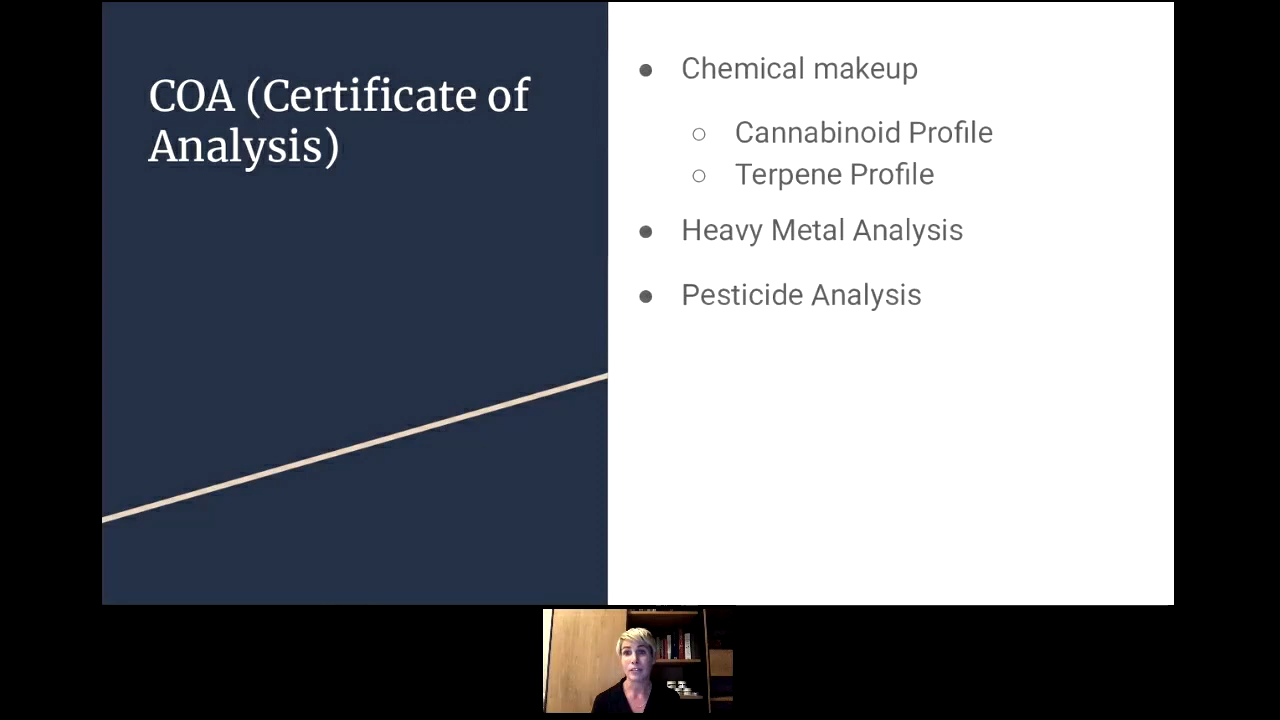 COA (Certificate of
Analysis)
● Chemical makeup
○ Cannabinoid Profile
○ Terpene Profile
● Heavy Metal Analysis
● Pesticide Analysis